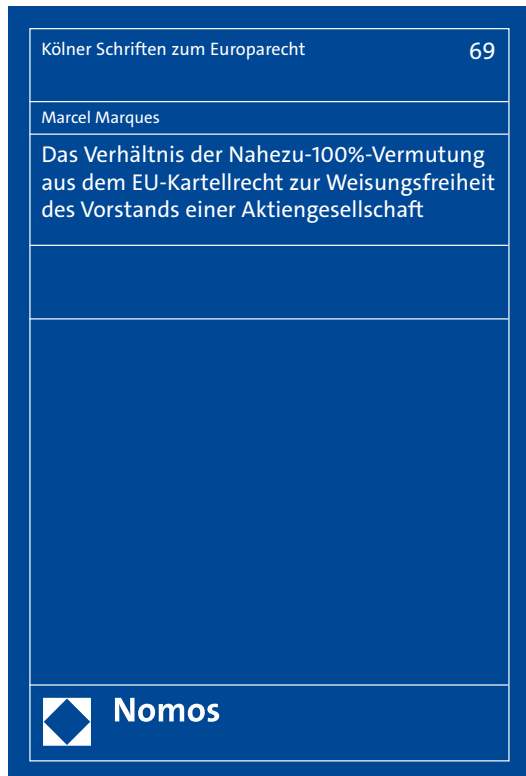 Kölner Schriften zum Europarecht 69
Marcel Marques
Das Verhältnis der Nahezu-100%-Vermutung
aus dem EU-Kartellrecht zur Weisungsfreiheit
des Vorstands einer Aktiengesellschaft
Nomos